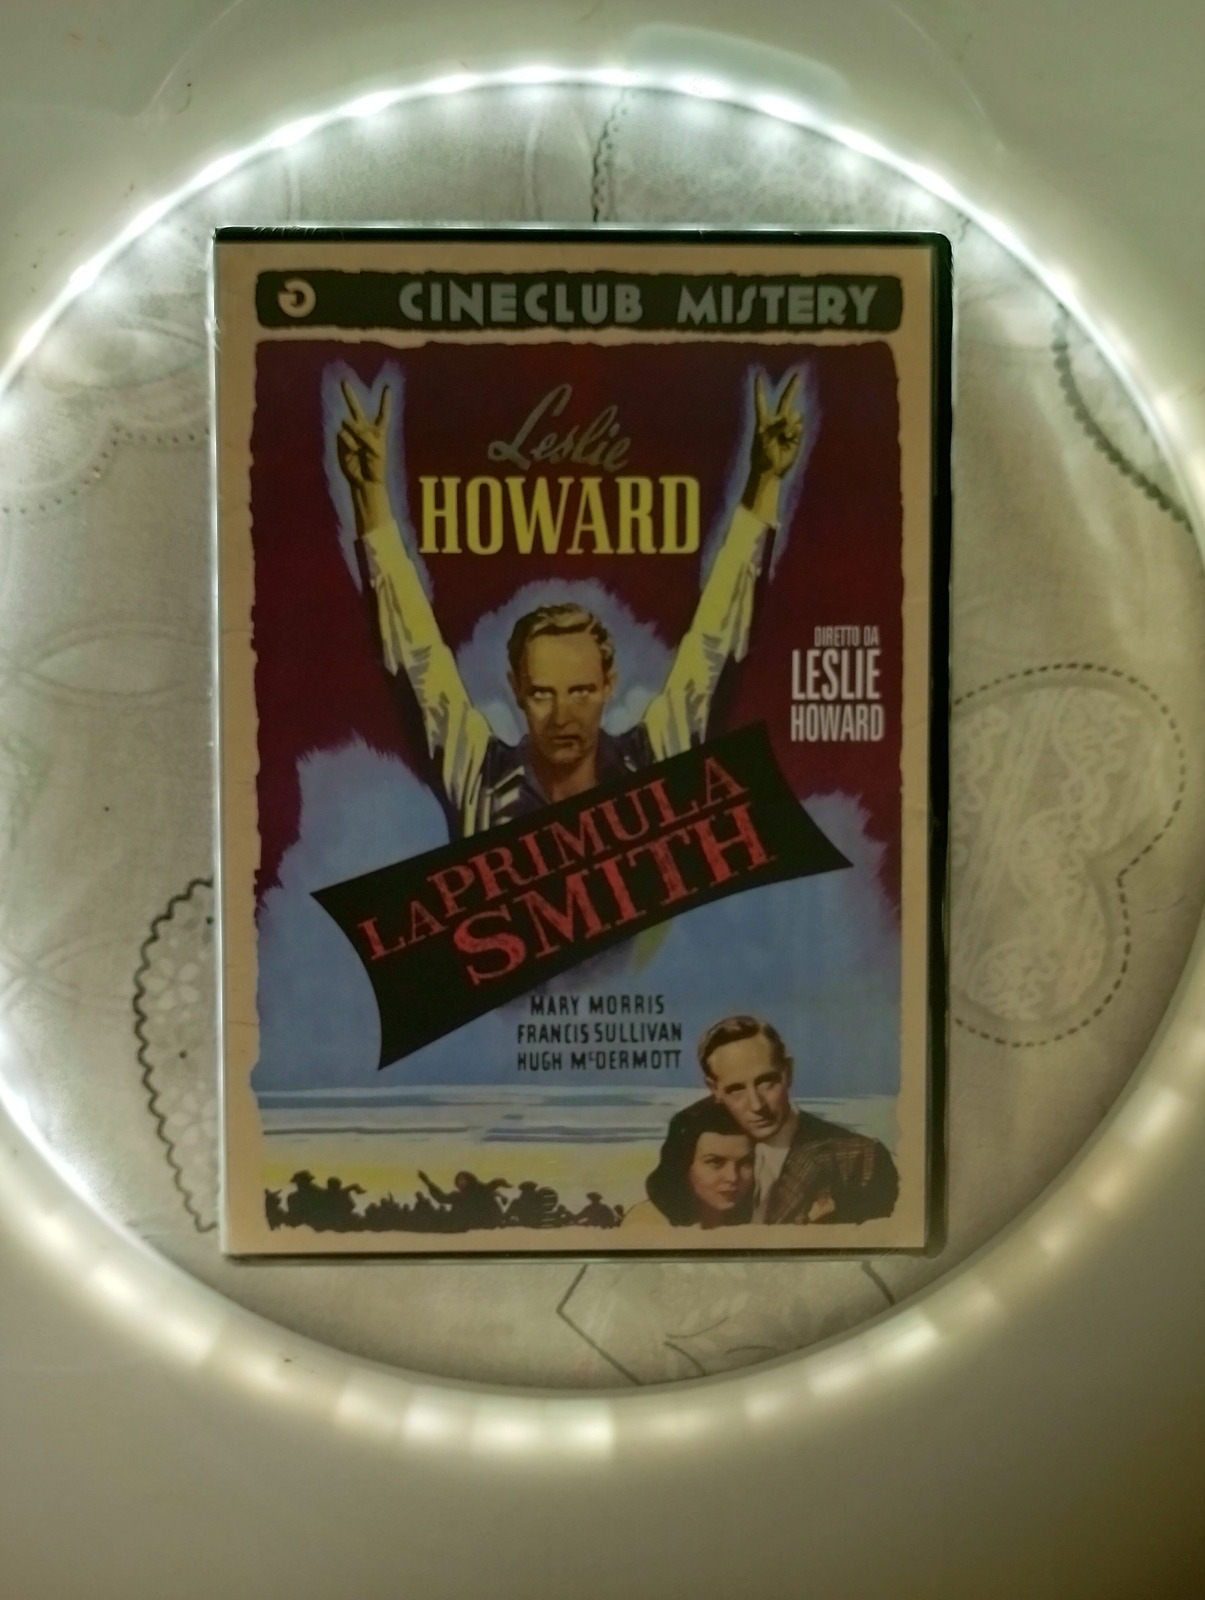 CINECLUB MISTERY
Leslie
HOWARD
DIRETTO DA
LESLIE
HOWARD
LA PRIMULA
SMITH
MARY MORRIS
FRANCIS SULLIVAN
HUGH McDERMOTT